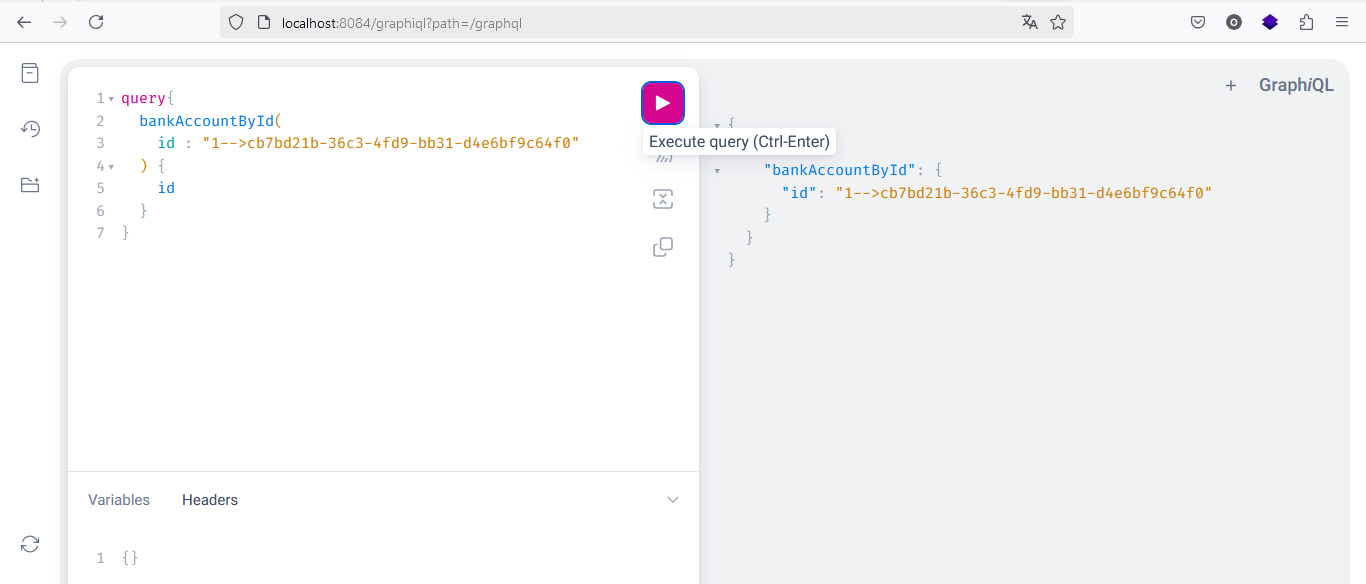 localhost:8084/graphiql?path=/graphql
+ GraphiQL
1 query{
2 bankAccountById(
3 id : "1-->cb7bd21b-36c3-4fd9-bb31-d4e6bf9c64f0"
4 ) {
5 id
6 }
7 }
Execute query (Ctrl-Enter)
{
"bankAccountById": {
"id": "1-->cb7bd21b-36c3-4fd9-bb31-d4e6bf9c64f0"
}
}
}
Variables Headers
1 {}